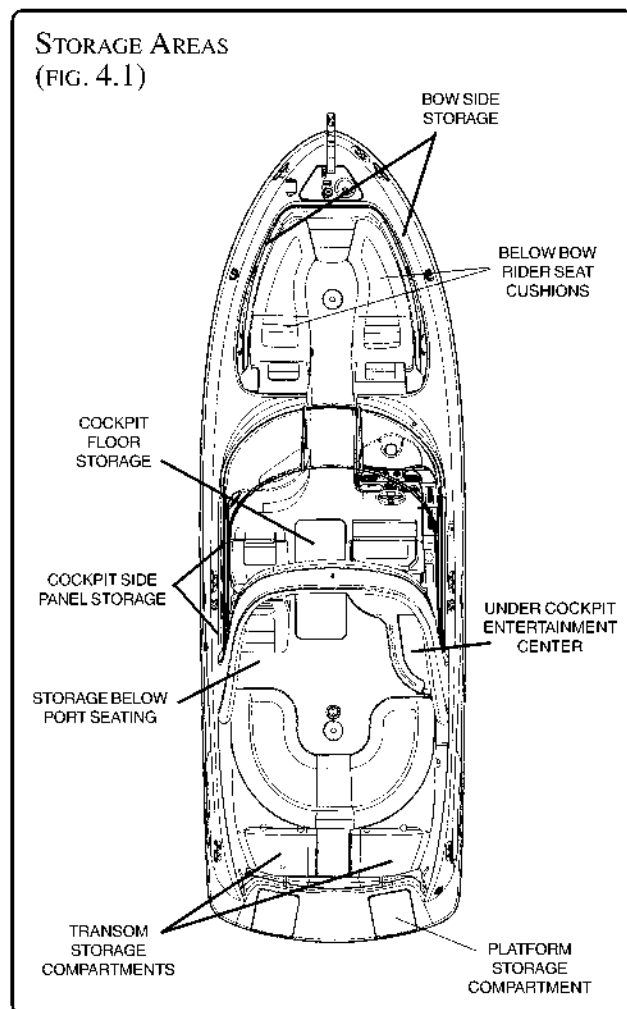 STORAGE AREAS
(FIG. 4.1)
BOW SIDE
STORAGE
BELOW BOW
RIDER SEAT
CUSHIONS
COCKPIT
FLOOR
STORAGE
COCKPIT SIDE
PANEL STORAGE
UNDER COCKPIT
ENTERTAINMENT
CENTER
STORAGE BELOW
PORT SEATING
TRANSOM
STORAGE
COMPARTMENTS
PLATFORM
STORAGE
COMPARTMENT